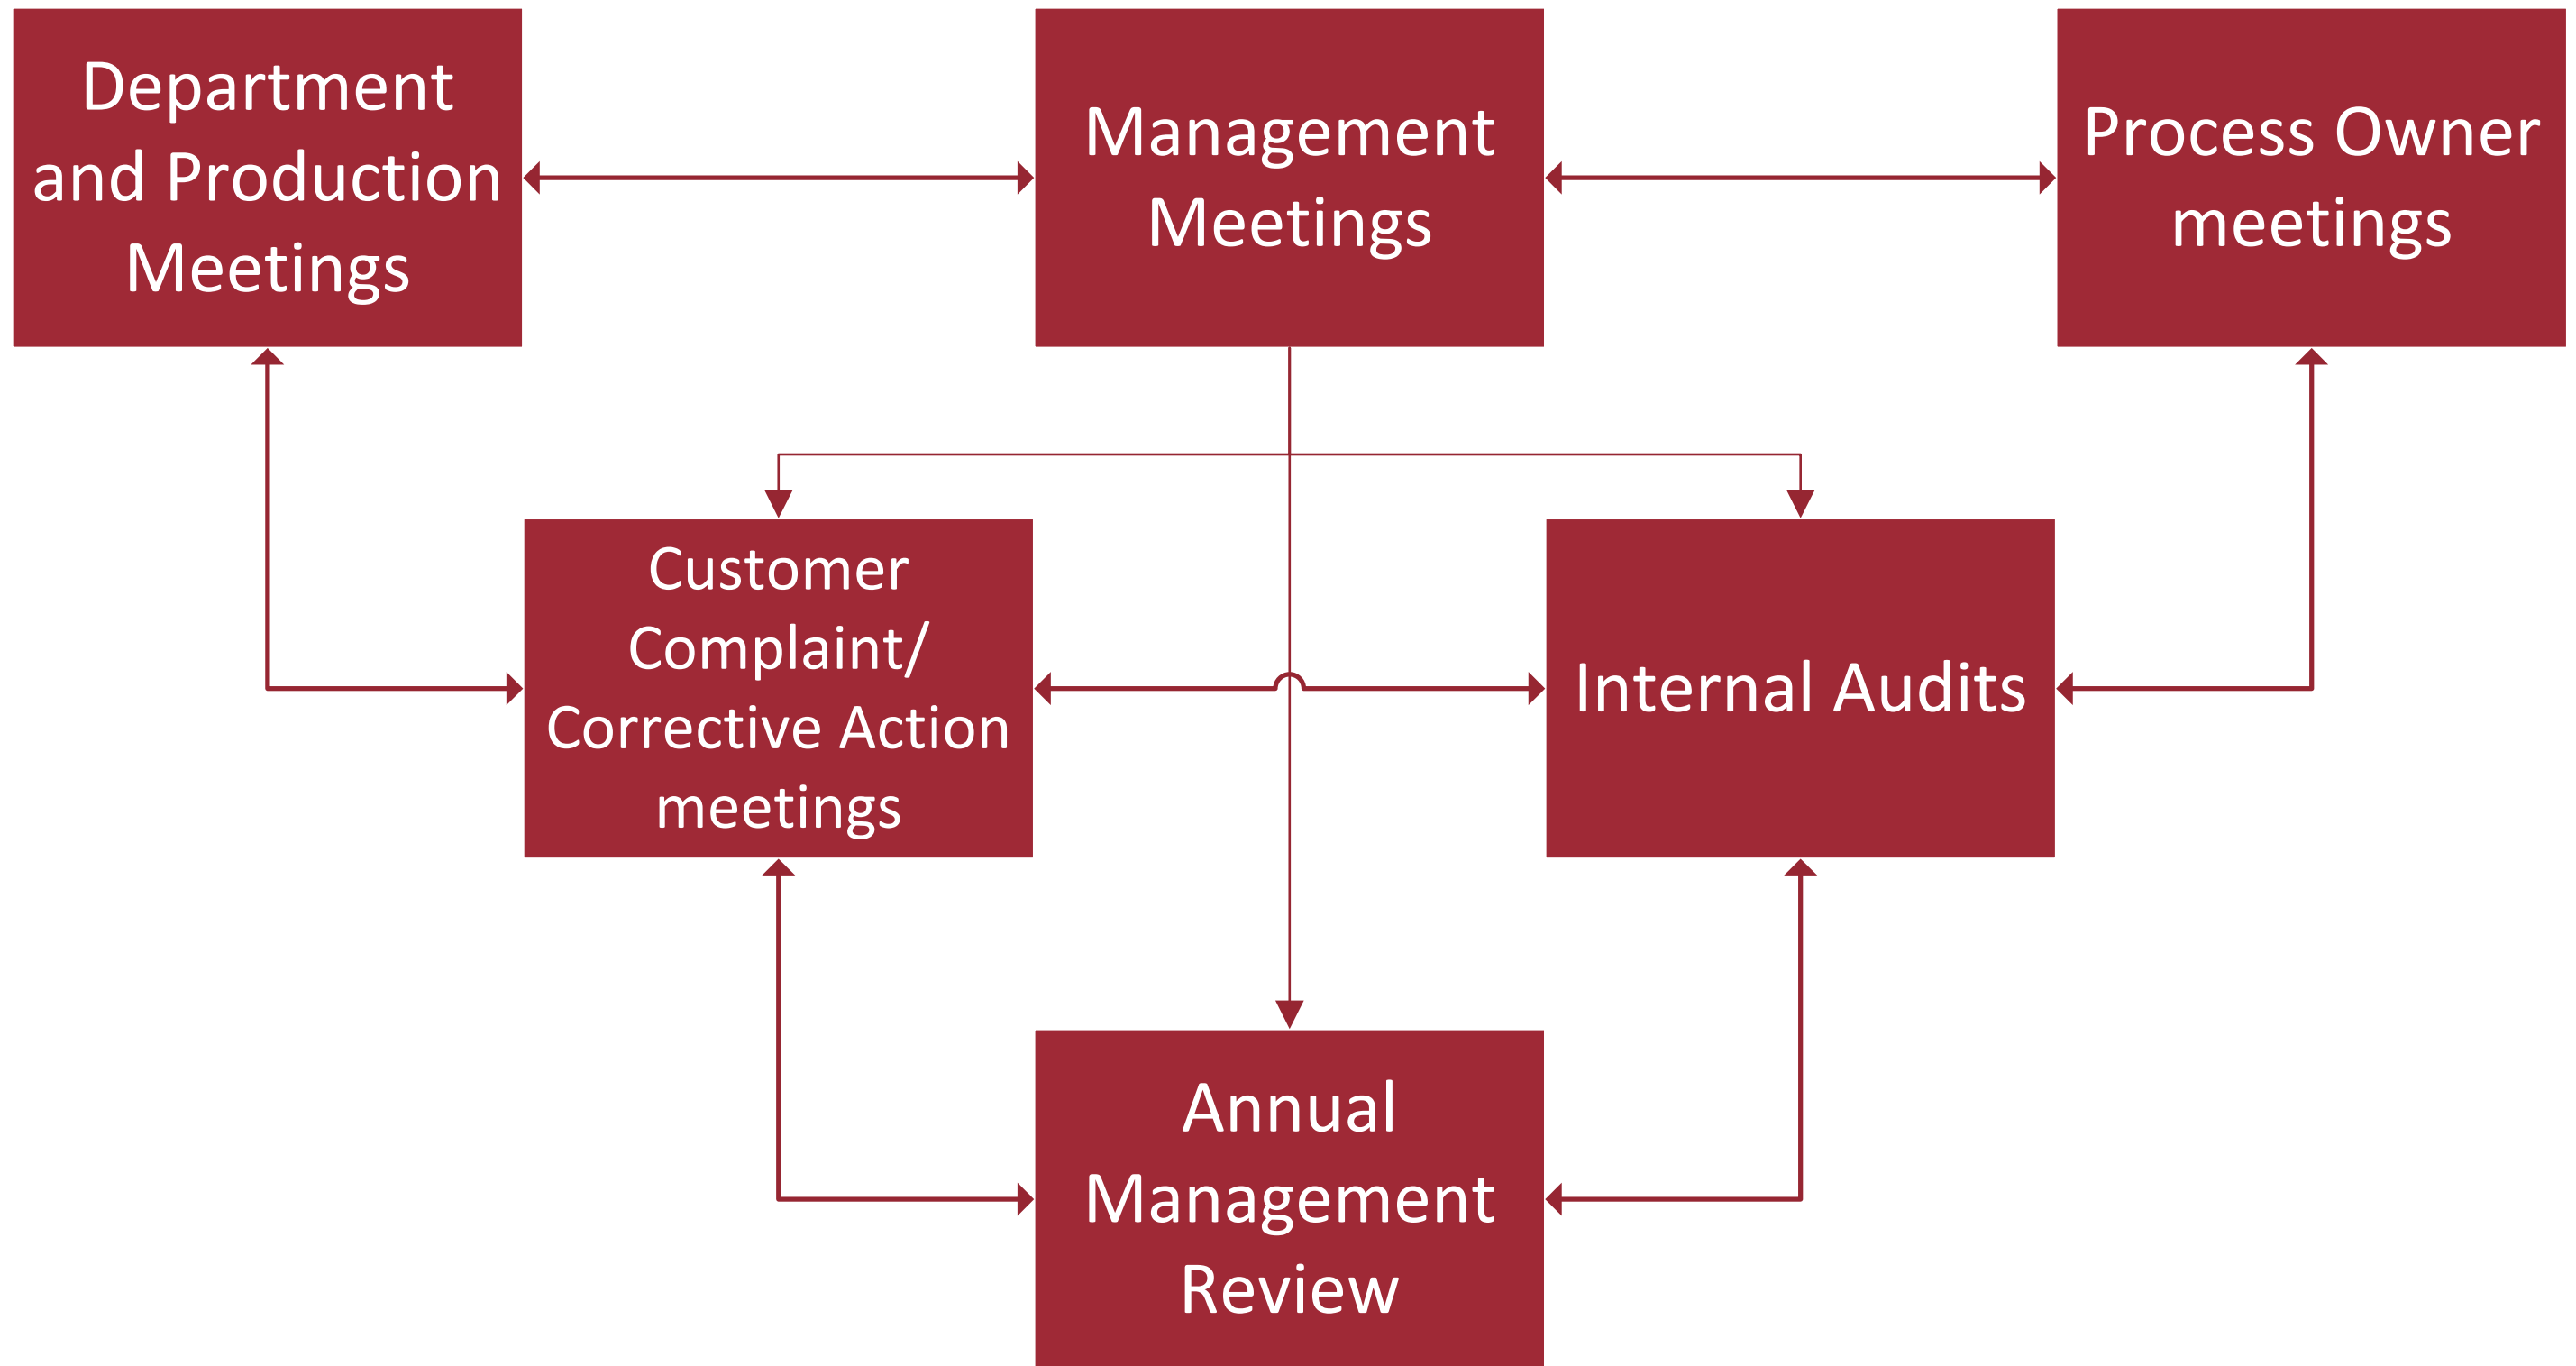 Department
and Production
Meetings
Management
Meetings
Process Owner
meetings
Customer
Complaint/
Corrective Action
meetings
Internal Audits
Annual
Management
Review